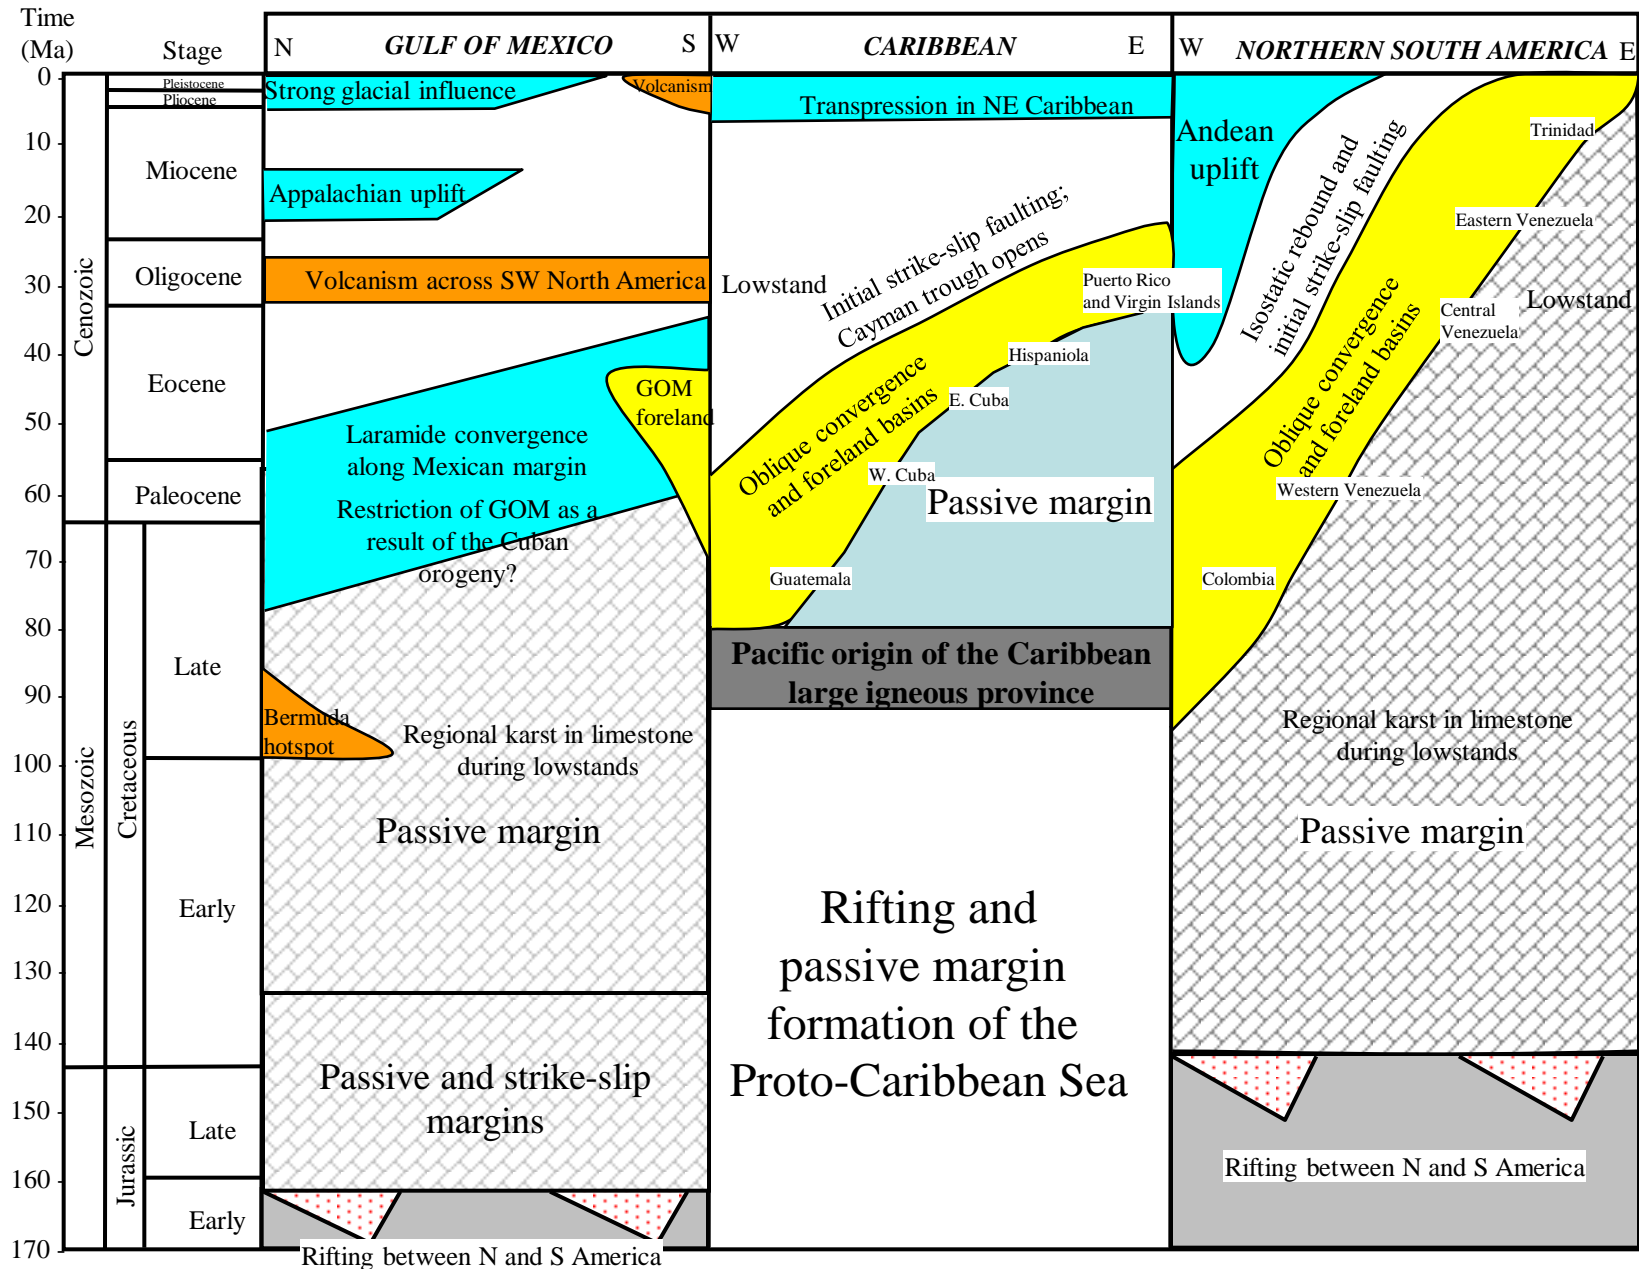 Time
(Ma)
Stage
N
GULF OF MEXICO
S
W
CARIBBEAN
E
W
NORTHERN SOUTH AMERICA
E
0
10
20
30
40
50
60
70
80
90
100
110
120
130
140
150
160
170
Cenozoic
Mesozoic
Cretaceous
Jurassic
Pleistocene
Pliocene
Miocene
Oligocene
Eocene
Paleocene
Late
Early
Late
Early
Strong glacial influence
Volcanism
Appalachian uplift
Volcanism across SW North America
GOM
foreland
Laramide convergence
along Mexican margin
Restriction of GOM as a
result of the Cuban
orogeny?
Bermuda
hotspot
Regional karst in limestone
during lowstands
Passive margin
Passive and strike-slip
margins
Rifting between N and S America
Transpression in NE Caribbean
Lowstand
Initial strike-slip faulting;
Cayman trough opens
Puerto Rico
and Virgin Islands
Hispaniola
E. Cuba
Oblique convergence
and foreland basins
W. Cuba
Passive margin
Guatemala
Pacific origin of the Caribbean
large igneous province
Rifting and
passive margin
formation of the
Proto-Caribbean Sea
Andean
uplift
Isostatic rebound and
initial strike-slip faulting
Trinidad
Eastern Venezuela
Central
Venezuela
Lowstand
Oblique convergence
and foreland basins
Western Venezuela
Colombia
Regional karst in limestone
during lowstands
Passive margin
Rifting between N and S America